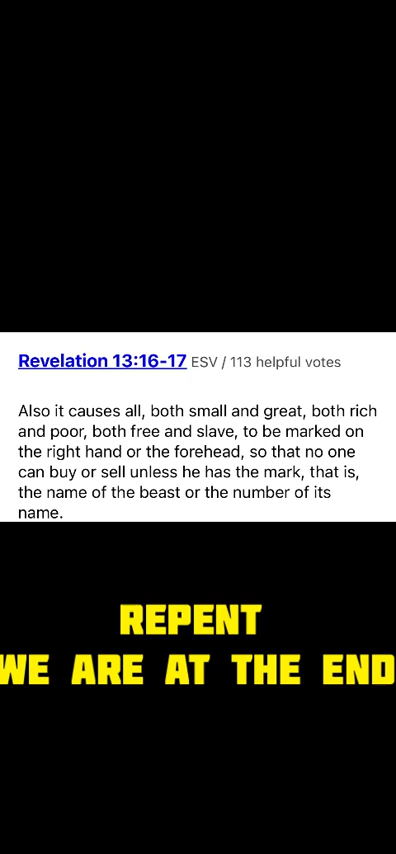 Revelation 13:16-17 ESV / 113 helpful votes
Also it causes all, both small and great, both rich
and poor, both free and slave, to be marked on
the right hand or the forehead, so that no one
can buy or sell unless he has the mark, that is,
the name of the beast or the number of its
name.
REPENT
WE ARE AT THE END